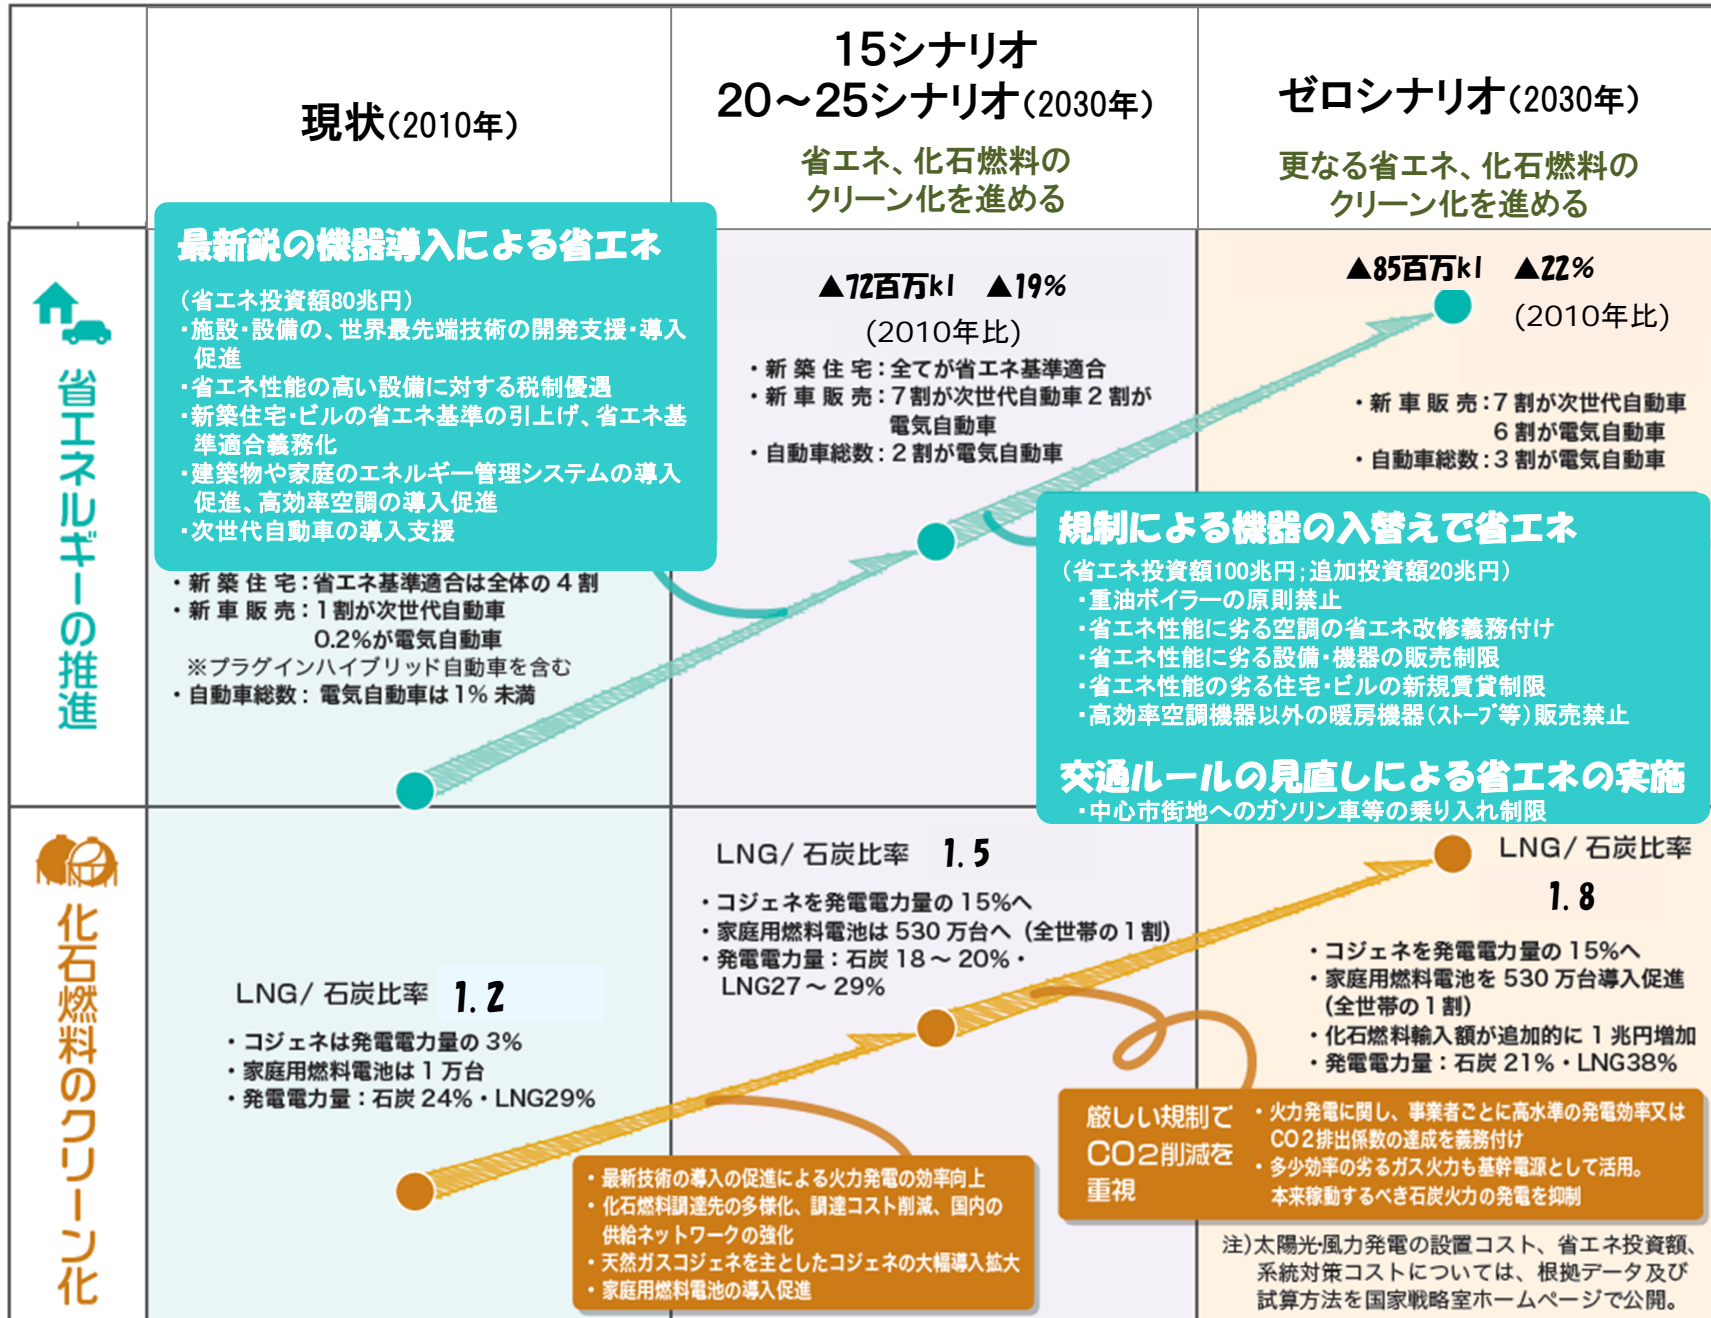 現状(2010年)
15シナリオ
20～25シナリオ(2030年)
省エネ、化石燃料の
クリーン化を進める
ゼロシナリオ(2030年)
更なる省エネ、化石燃料の
クリーン化を進める
省エネルギーの推進
最新鋭の機器導入による省エネ
(省エネ投資額80兆円)
・施設・設備の、世界最先端技術の開発支援・導入
促進
・省エネ性能の高い設備に対する税制優遇
・新築住宅・ビルの省エネ基準の引上げ、省エネ基
準適合義務化
・建築物や家庭のエネルギー管理システムの導入
促進、高効率空調の導入促進
・次世代自動車の導入支援
・新築住宅：省エネ基準適合は全体の4割
・新車販売：1割が次世代自動車
0.2%が電気自動車
※プラグインハイブリッド自動車を含む
・自動車総数：電気自動車は1%未満
▲72百万kl ▲19%
(2010年比)
・新築住宅：全てが省エネ基準適合
・新車販売：7割が次世代自動車2割が
電気自動車
・自動車総数：2割が電気自動車
▲85百万kl ▲22%
(2010年比)
・新車販売：7割が次世代自動車
6割が電気自動車
・自動車総数：3割が電気自動車
規制による機器の入替えで省エネ
(省エネ投資額100兆円；追加投資額20兆円)
・重油ボイラーの原則禁止
・省エネ性能に劣る空調の省エネ改修義務付け
・省エネ性能に劣る設備・機器の販売制限
・省エネ性能の劣る住宅・ビルの新規賃貸制限
・高効率空調機器以外の暖房機器(ｽﾄｰﾌﾞ等)販売禁止
交通ルールの見直しによる省エネの実施
・中心市街地へのガソリン車等の乗り入れ制限
化石燃料のクリーン化
LNG/石炭比率 1.2
・コジェネは発電電力量の3%
・家庭用燃料電池は1万台
・発電電力量：石炭24%・LNG29%
LNG/石炭比率 1.5
・コジェネを発電電力量の15%へ
・家庭用燃料電池は530万台へ（全世帯の1割）
・発電電力量：石炭18～20%・
LNG27～29%
LNG/石炭比率
1.8
・コジェネを発電電力量の15%へ
・家庭用燃料電池を530万台導入促進
（全世帯の1割）
・化石燃料輸入額が追加的に1兆円増加
・発電電力量：石炭21%・LNG38%
・最新技術の導入の促進による火力発電の効率向上
・化石燃料調達先の多様化、調達コスト削減、国内の
供給ネットワークの強化
・天然ガスコジェネを主としたコジェネの大幅導入拡大
・家庭用燃料電池の導入促進
厳しい規制で
CO2削減を
重視
・火力発電に関し、事業者ごとに高水準の発電効率又は
CO2排出係数の達成を義務付け
・多少効率の劣るガス火力も基幹電源として活用。
本来稼動するべき石炭火力の発電を抑制
注)太陽光・風力発電の設置コスト、省エネ投資額、
系統対策コストについては、根拠データ及び
試算方法を国家戦略室ホームページで公開。